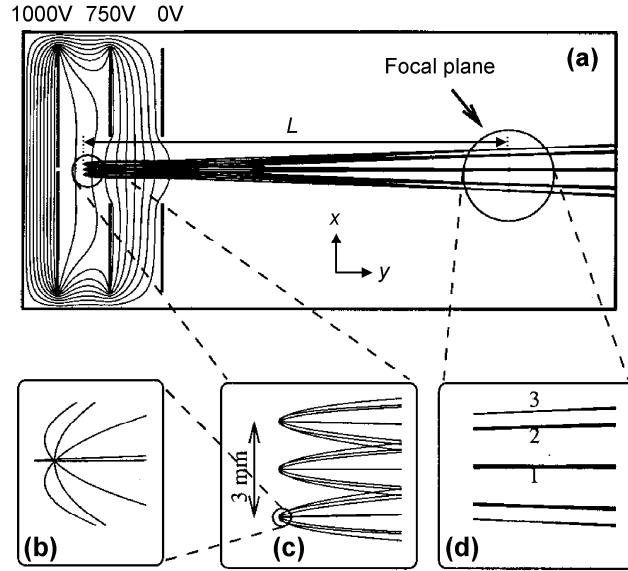 1000V 750V 0V
(a)
Focal plane
L
x
y
3
2
3 mm
1
(b)
(c)
(d)